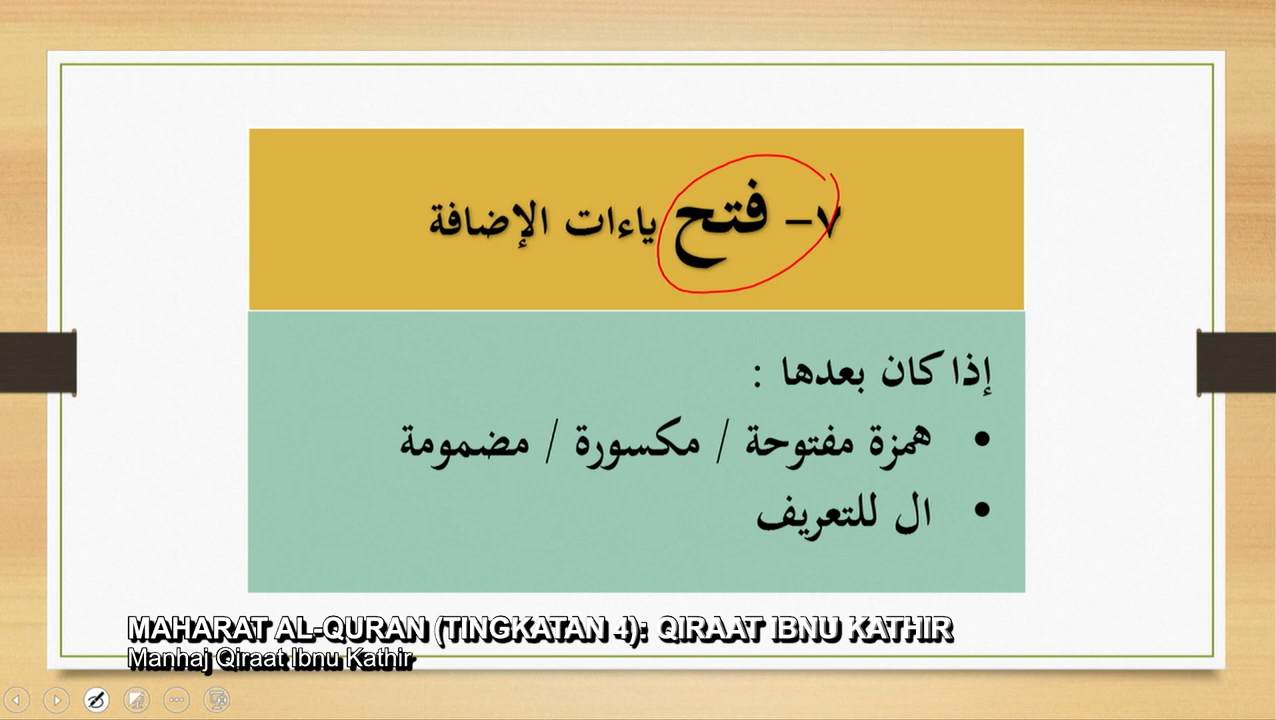 ٧- فتح ياءات الإضافة
إذا كان بعدها :
• همزة مفتوحة / مكسورة / مضمومة
• ال للتعريف
MAHARAT AL-QURAN (TINGKATAN 4): QIRAAT IBNU KATHIR
Manhaj Qiraat Ibnu Kathir